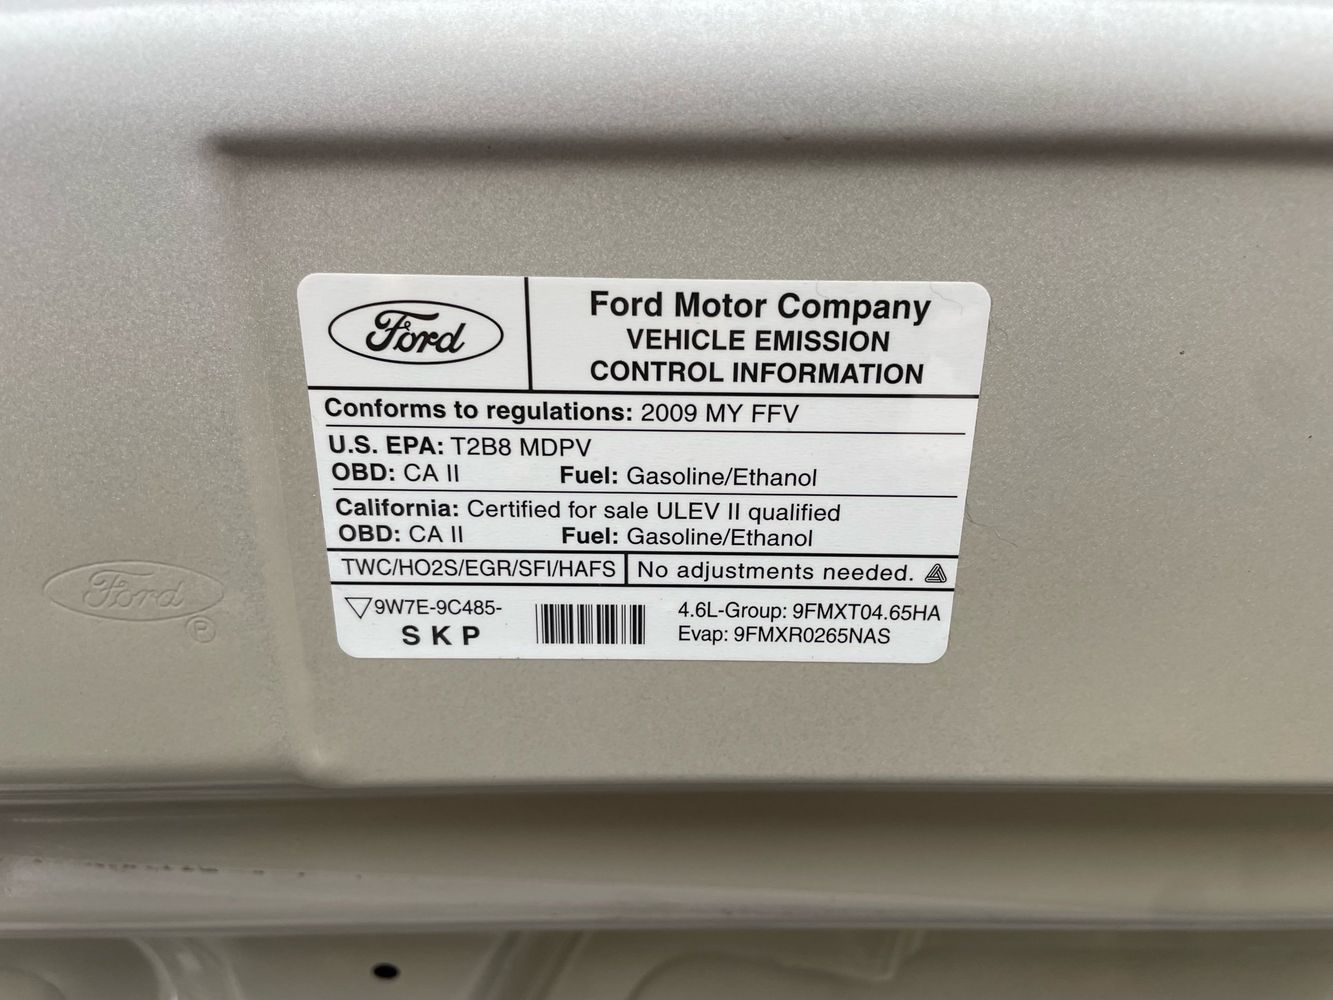 Ford
Ford Motor Company
VEHICLE EMISSION
CONTROL INFORMATION
Conforms to regulations: 2009 MY FFV
U.S. EPA: T2B8 MDPV
OBD: CA II Fuel: Gasoline/Ethanol
California: Certified for sale ULEV II qualified
OBD: CA II Fuel: Gasoline/Ethanol
TWC/HO2S/EGR/SFI/HAFS No adjustments needed.
9W7E-9C485-
SKP
4.6L-Group: 9FMXT04.65HA
Evap: 9FMXR0265NAS
Ford
P